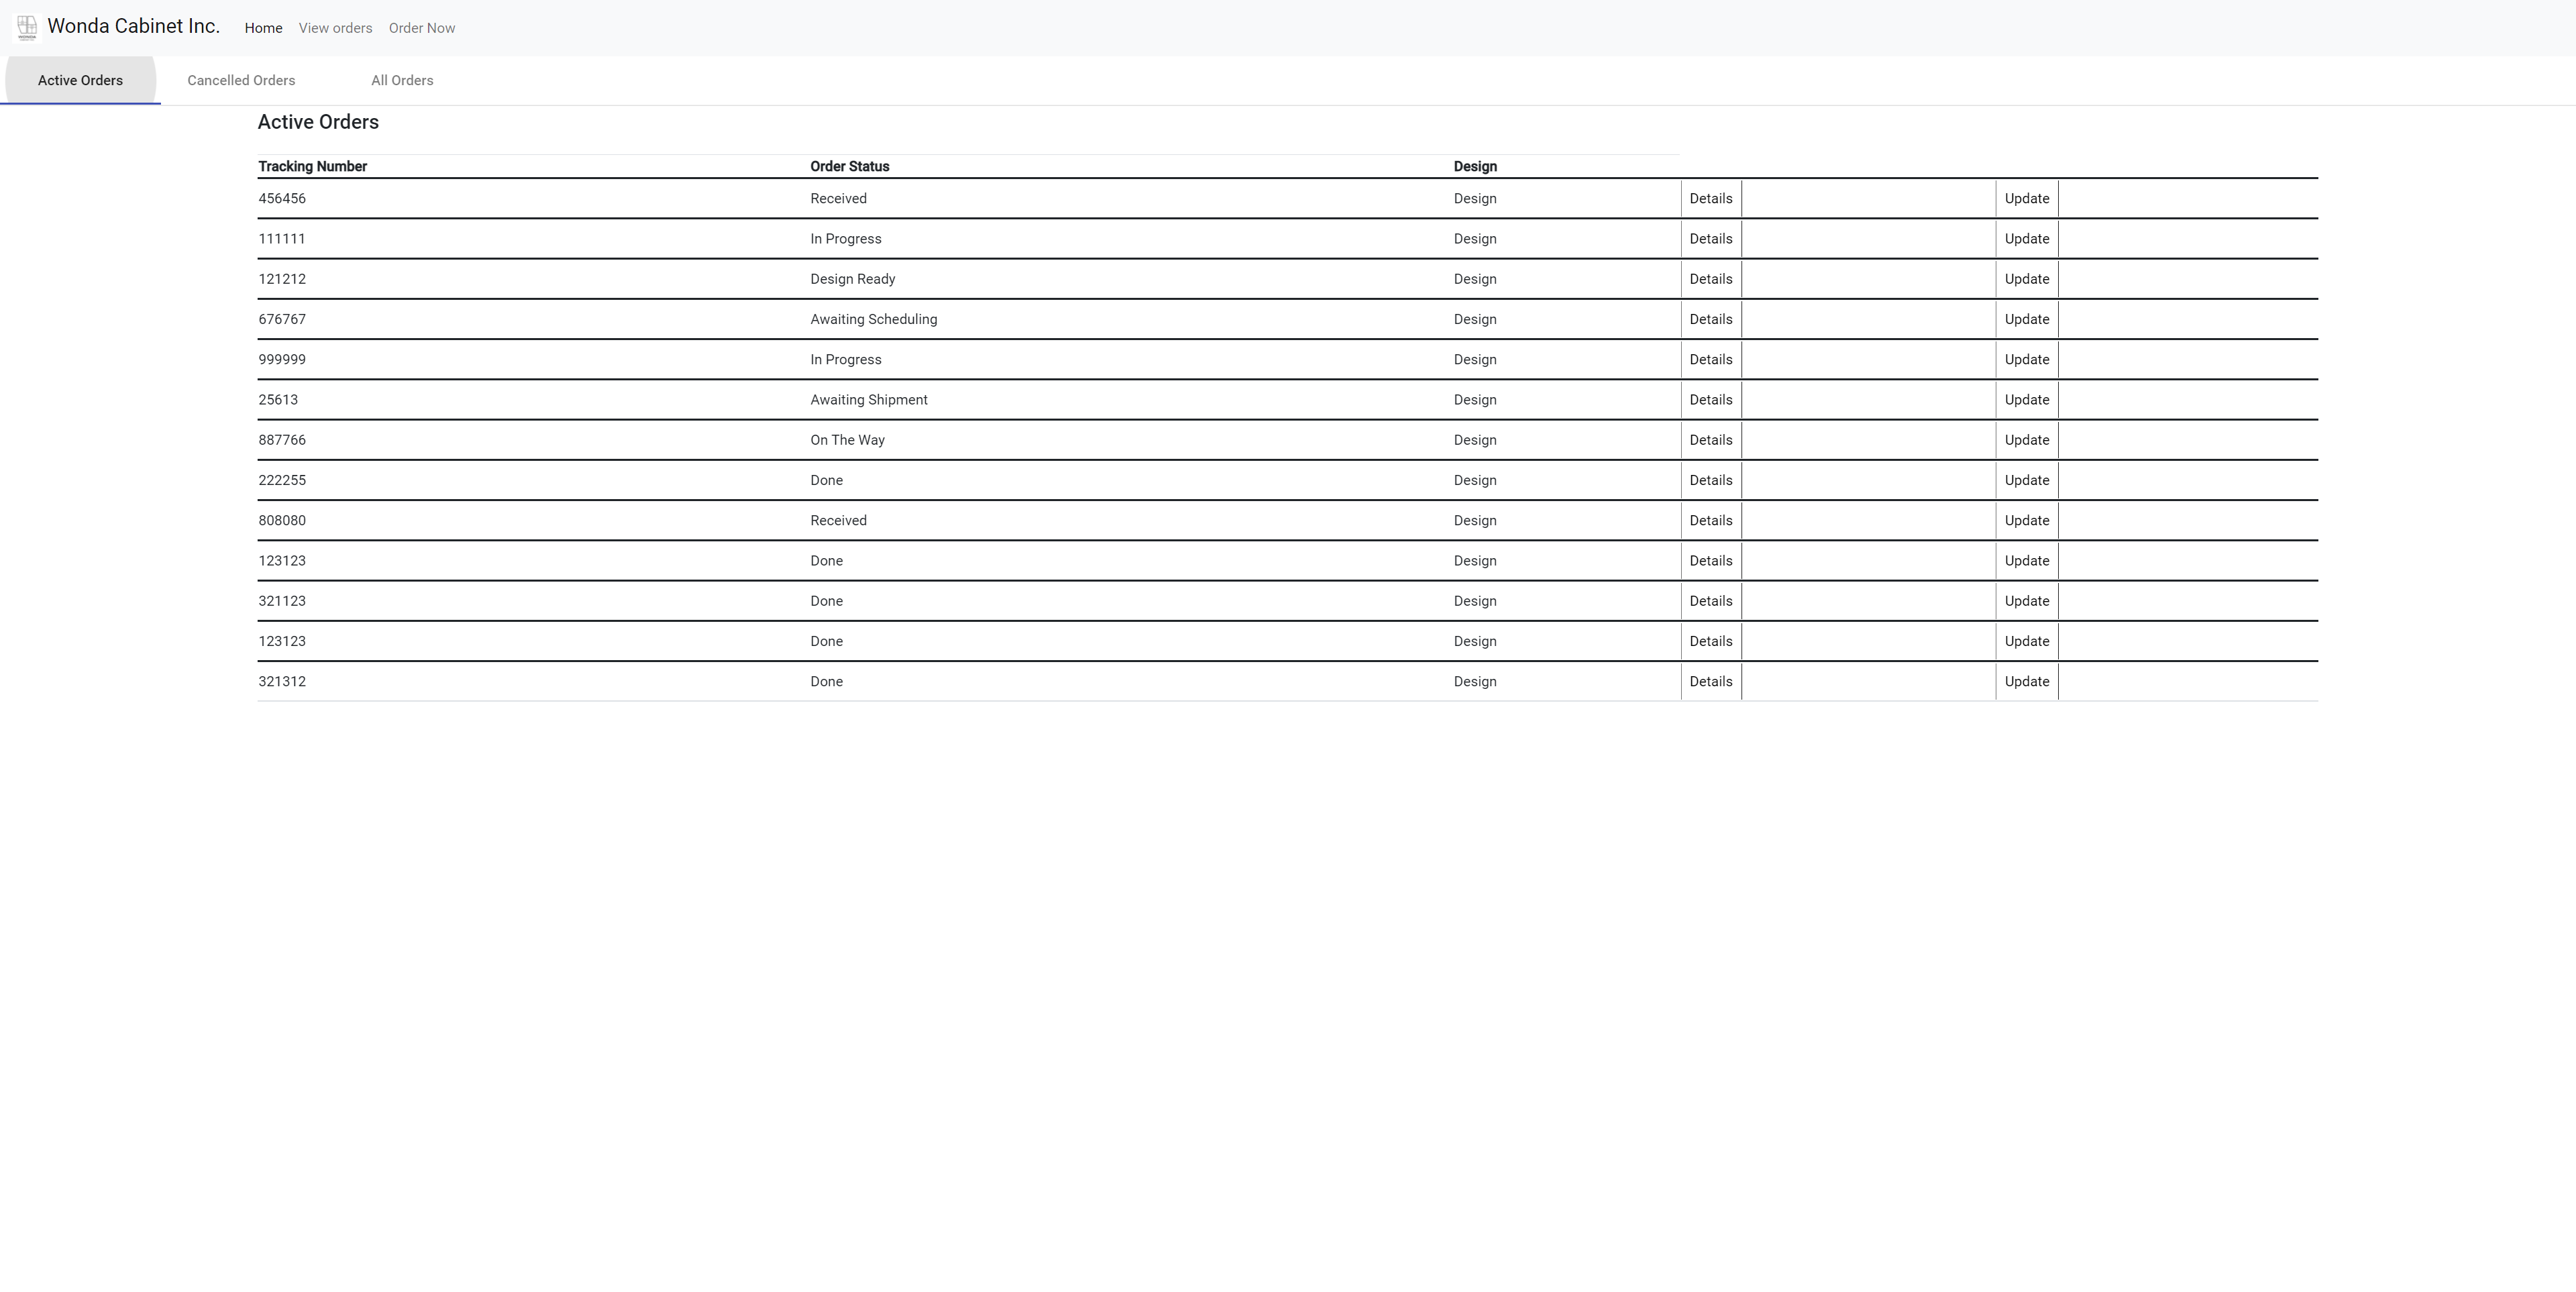 Wonda Cabinet Inc. Home View orders Order Now
Active Orders Cancelled Orders All Orders
Active Orders
Tracking Number Order Status Design
456456 Received Design Details Update
111111 In Progress Design Details Update
121212 Design Ready Design Details Update
676767 Awaiting Scheduling Design Details Update
999999 In Progress Design Details Update
25613 Awaiting Shipment Design Details Update
887766 On The Way Design Details Update
222255 Done Design Details Update
808080 Received Design Details Update
123123 Done Design Details Update
321123 Done Design Details Update
123123 Done Design Details Update
321312 Done Design Details Update